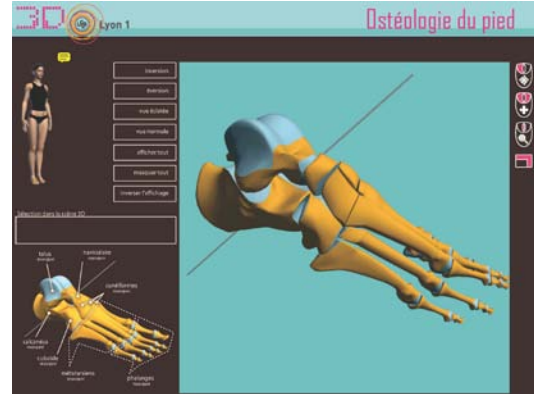 3D Lyon 1
Ostéologie du pied
inversion
éversion
vue éclatée
vue normale
afficher tout
masquer tout
inverser l'affichage
Sélection dans la scène 3D
talus
naviculaire
cunéiformes
calcanéus
cuboïde
métatarsiens
phalanges